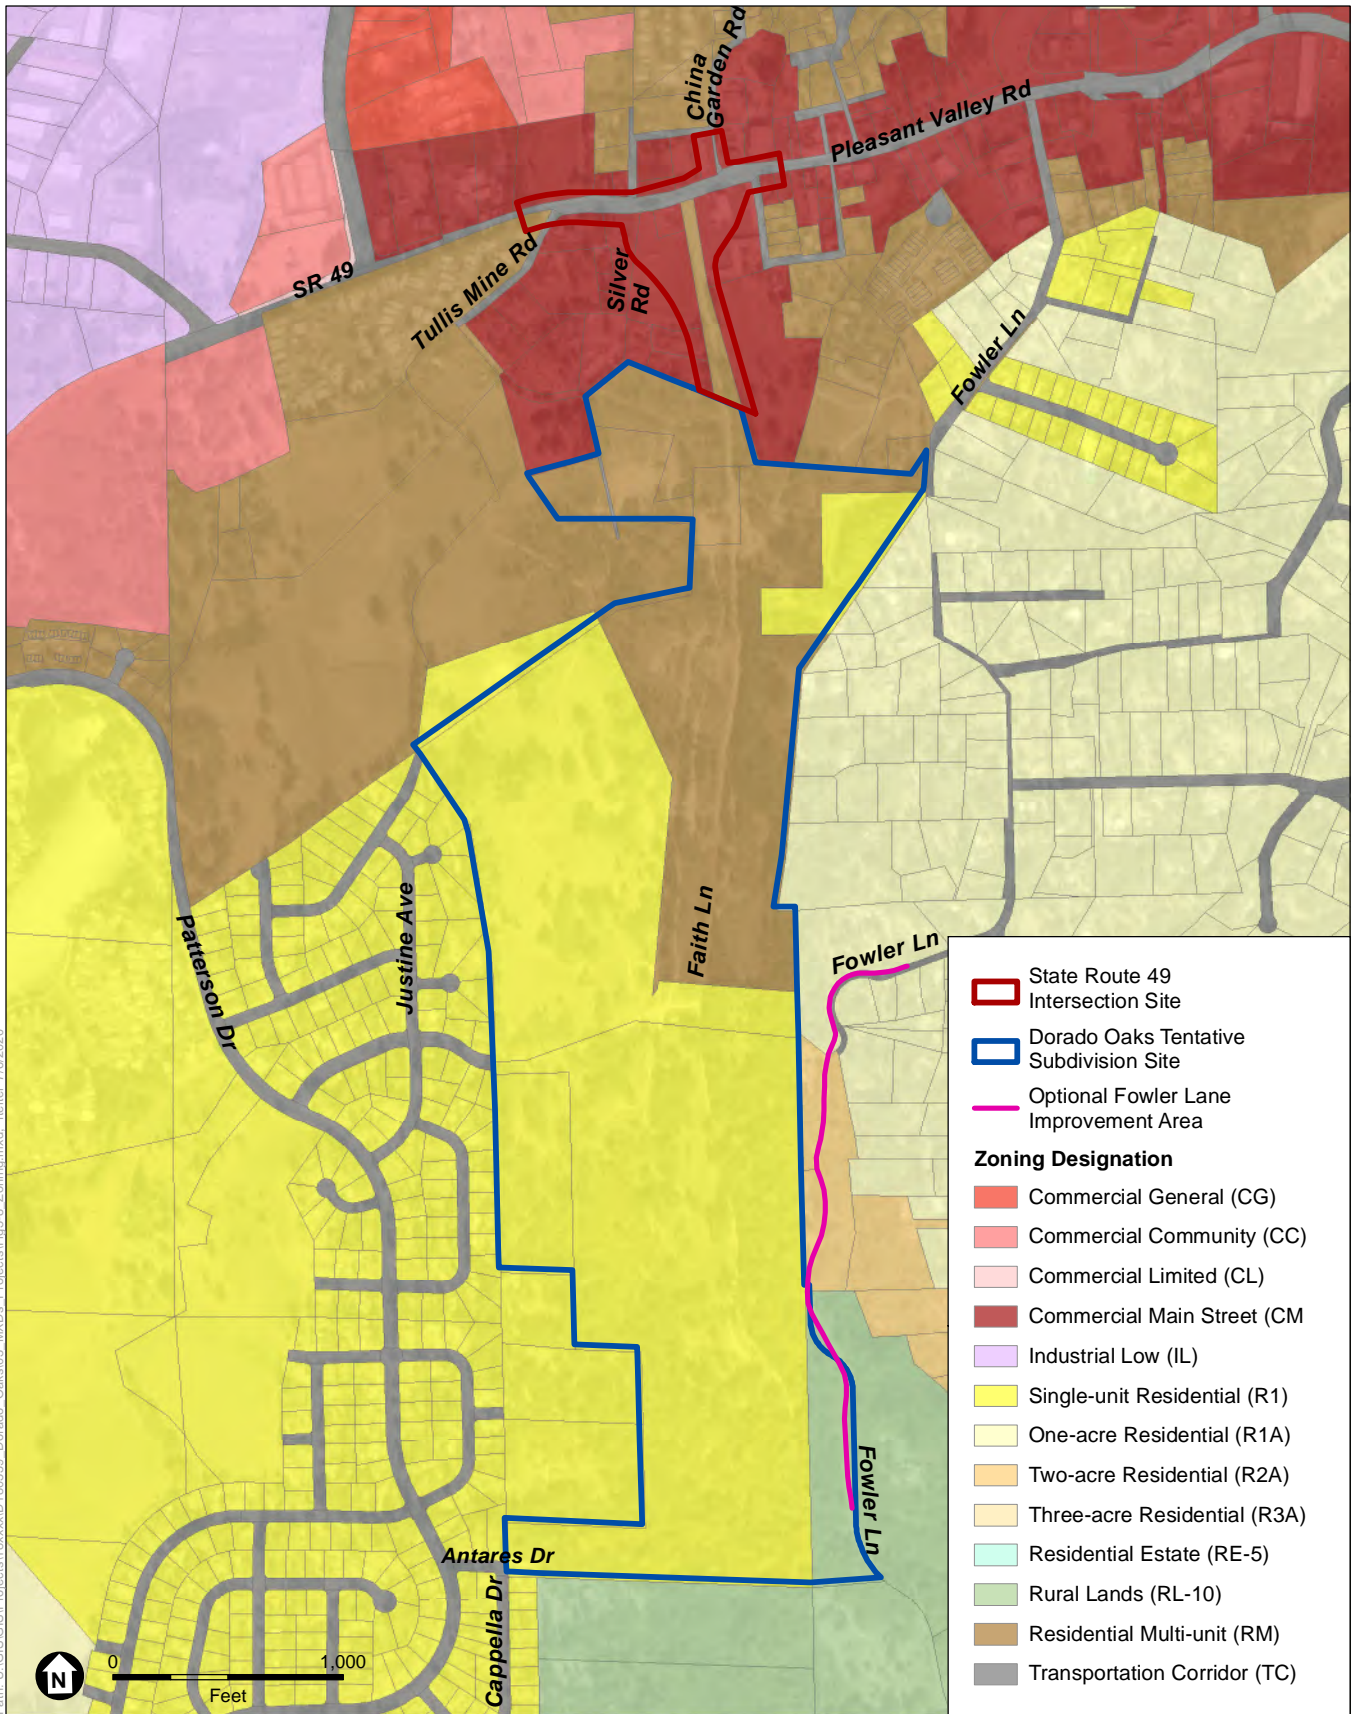 China
Garden Rd
Pleasant Valley Rd
SR 49
Tullis Mine Rd
Silver
Rd
Fowler Ln
Patterson Dr
Justine Ave
Faith Ln
Fowler Ln
Fowler Ln
Antares Dr
Cappella Dr
State Route 49
Intersection Site
Dorado Oaks Tentative
Subdivision Site
Optional Fowler Lane
Improvement Area
Zoning Designation
Commercial General (CG)
Commercial Community (CC)
Commercial Limited (CL)
Commercial Main Street (CM
Industrial Low (IL)
Single-unit Residential (R1)
One-acre Residential (R1A)
Two-acre Residential (R2A)
Three-acre Residential (R3A)
Residential Estate (RE-5)
Rural Lands (RL-10)
Residential Multi-unit (RM)
Transportation Corridor (TC)
N
0
1,000
Feet